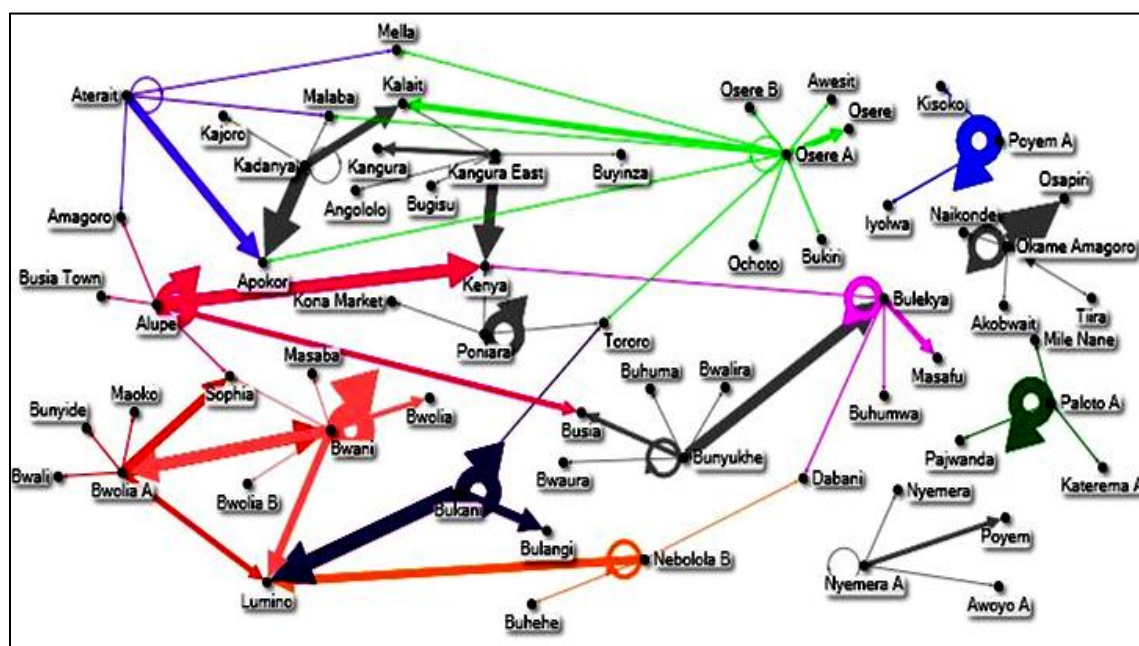 Mella
Aterait
Kalait
Malaba
Kajoro
Kadanya
Kangura
Kangura East
Angololo
Bugisu
Buyinza
Osere B
Awesit
Osere
Osere A
Kisoko
Poyem A
Osapiri
Iyolwa
Naikonde
Okame Amagoro
Amagoro
Apokor
Ochoto
Bukiri
Busia Town
Alupe
Kona Market
Kenya
Poniara
Tororo
Bulekya
Akobwait
Tiira
Mile Nane
Masaba
Sophia
Maoko
Bunyide
Bwolia
Bwani
Buhuma
Bwalira
Busia
Masafu
Buhumwa
Paloto A
Pajwanda
Katerema A
Bwali
Bwolia A
Bwolia B
Bwaura
Bunyukhe
Bukani
Bulangi
Dabani
Nyemera
Poyem
Nyemera A
Awoyo A
Lumino
Nebolola B
Buhehe